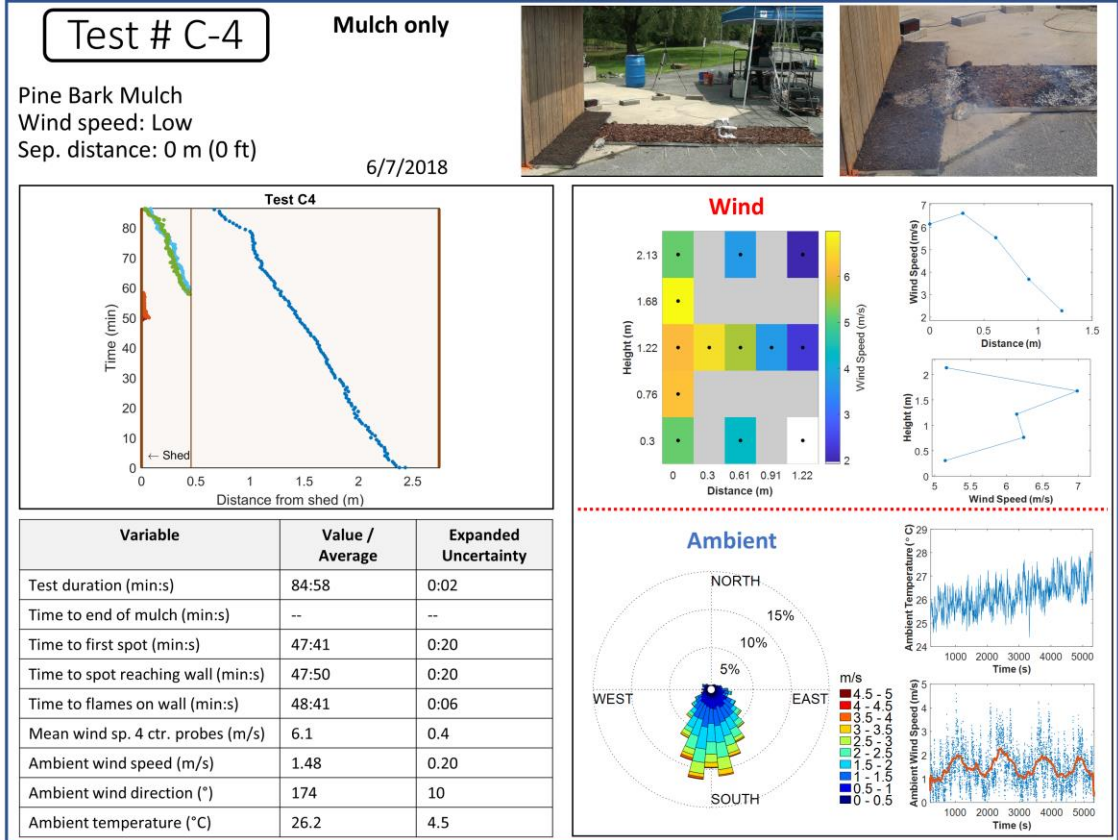 Test # C-4
Mulch only
Pine Bark Mulch
Wind speed: Low
Sep. distance: 0 m (0 ft)
6/7/2018
Test C4
80
70
60
50
40
30
20
10
0
Time (min)
← Shed
0 0.5 1 1.5 2 2.5
Distance from shed (m)
Variable Value / Average Expanded Uncertainty
Test duration (min:s) 84:58 0:02
Time to end of mulch (min:s) -- --
Time to first spot (min:s) 47:41 0:20
Time to spot reaching wall (min:s) 47:50 0:20
Time to flames on wall (min:s) 48:41 0:06
Mean wind sp. 4 ctr. probes (m/s) 6.1 0.4
Ambient wind speed (m/s) 1.48 0.20
Ambient wind direction (°) 174 10
Ambient temperature (°C) 26.2 4.5
Wind
2.13
1.68
1.22
0.76
0.3
Height (m)
0 0.3 0.61 0.91 1.22
Distance (m)
6
5
4
3
2
Wind Speed (m/s)
7
6
5
4
3
2
Wind Speed (m/s)
0 0.5 1 1.5
Distance (m)
2
1.5
1
0.5
0
Height (m)
5 5.5 6 6.5 7
Wind Speed (m/s)
Ambient
NORTH
15%
10%
5%
WEST
EAST
SOUTH
m/s
4.5 - 5
4 - 4.5
3.5 - 4
3 - 3.5
2.5 - 3
2 - 2.5
1.5 - 2
1 - 1.5
0.5 - 1
0 - 0.5
29
28
27
26
25
24
Ambient Temperature (° C)
1000 2000 3000 4000 5000
Time (s)
5
4
3
2
1
0
Ambient Wind Speed (m/s)
1000 2000 3000 4000 5000
Time (s)